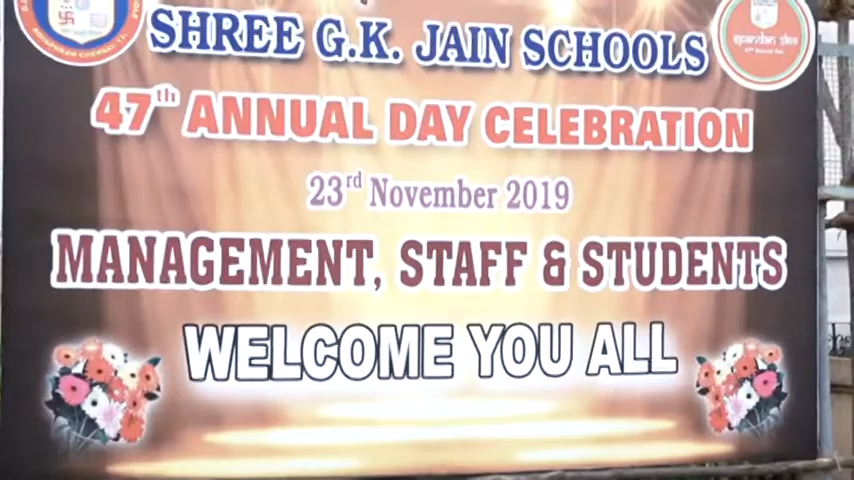 SHREE G.K. JAIN SCHOOLS
47th ANNUAL DAY CELEBRATION
23rd November 2019
MANAGEMENT, STAFF & STUDENTS
WELCOME YOU ALL